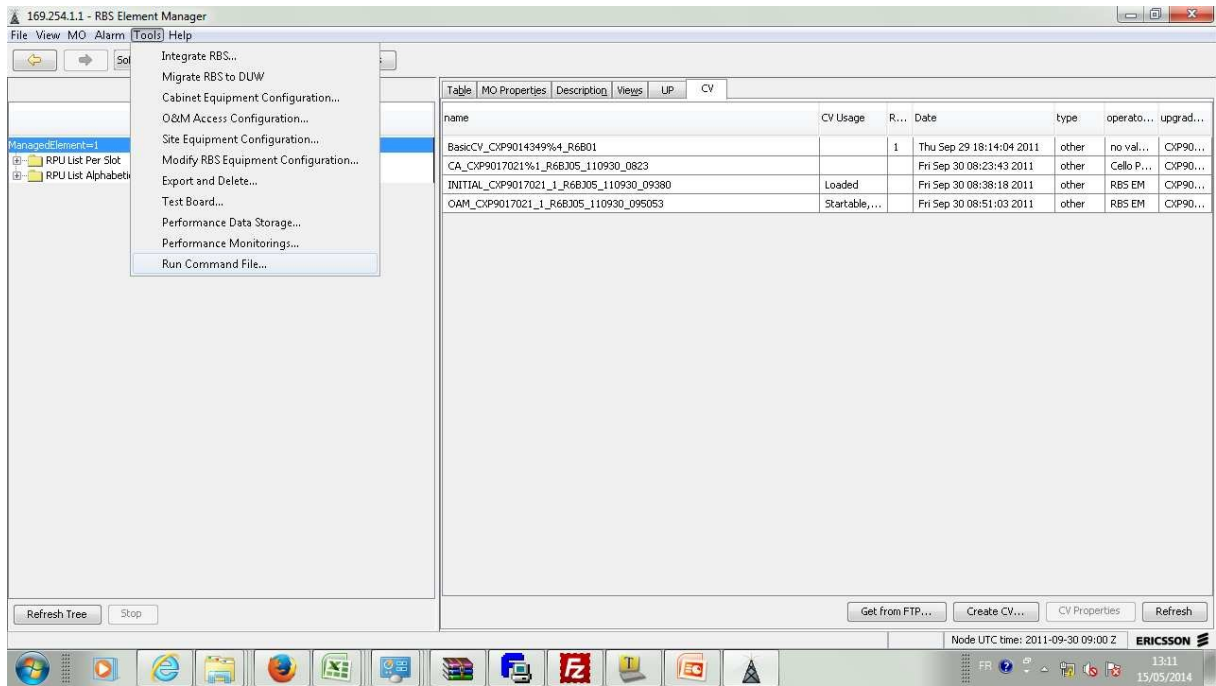 169.254.1.1 - RBS Element Manager
File View MO Alarm Tools Help
Integrate RBS...
Migrate RBS to DUW
Cabinet Equipment Configuration...
O&M Access Configuration...
Site Equipment Configuration...
Modify RBS Equipment Configuration...
Export and Delete...
Test Board...
Performance Data Storage...
Performance Monitorings...
Run Command File...
ManagedElement=1
RPU List Per Slot
RPU List Alphabeti
Table MO Properties Description Views UP CV
name CV Usage R... Date type operato... upgrad...
BasicCV_CXP9014349%4_R6B01 1 Thu Sep 29 18:14:04 2011 other no val... CXP90...
CA_CXP9017021%1_R6BJ05_110930_0823 Fri Sep 30 08:23:43 2011 other Cello P... CXP90...
INITIAL_CXP9017021_1_R6BJ05_110930_09380 Loaded Fri Sep 30 08:38:18 2011 other RBS EM CXP90...
OAM_CXP9017021_1_R6BJ05_110930_095053 Startable,... Fri Sep 30 08:51:03 2011 other RBS EM CXP90...
Refresh Tree Stop
Get from FTP... Create CV... CV Properties Refresh
Node UTC time: 2011-09-30 09:00 Z ERICSSON
FR 13:11
15/05/2014